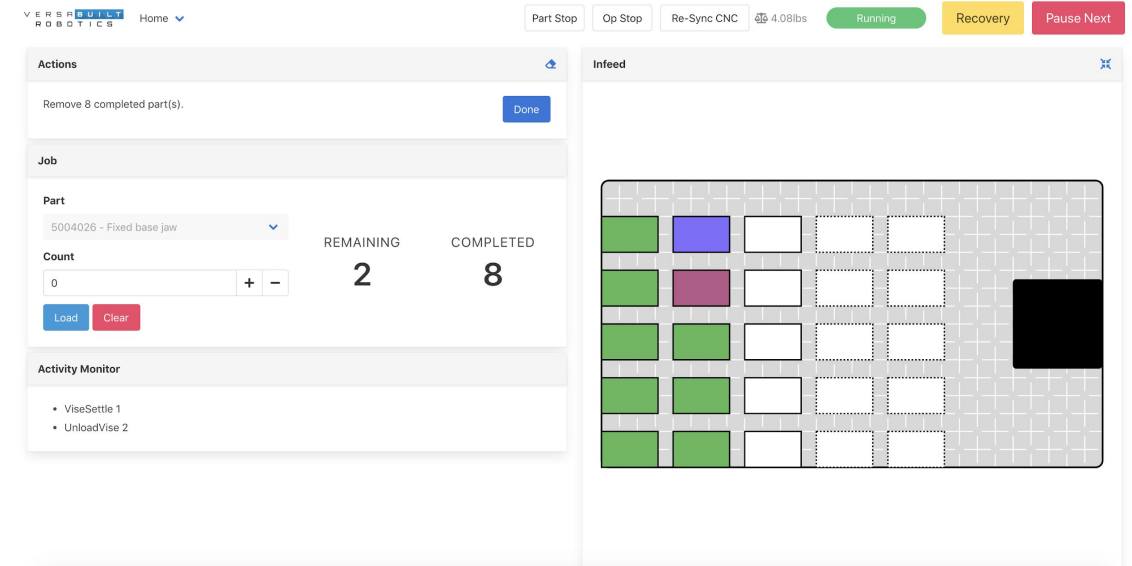 VERSABUILT
ROBOTICS
Home
Part Stop
Op Stop
Re-Sync CNC
4.08lbs
Running
Recovery
Pause Next
Actions
Remove 8 completed part(s).
Done
Job
Part
5004026 - Fixed base jaw
Count
0
+ −
Load
Clear
REMAINING
2
COMPLETED
8
Activity Monitor
• ViseSettle 1
• UnloadVise 2
Infeed